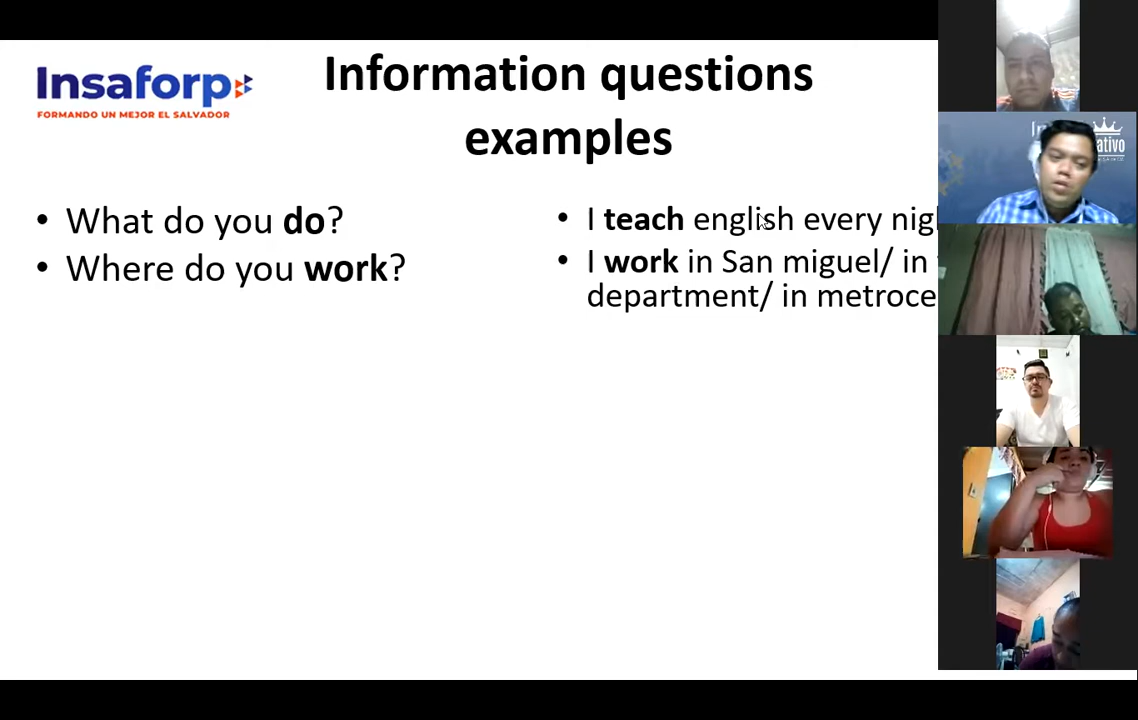 Insaforp
FORMANDO UN MEJOR EL SALVADOR
Information questions
examples
• What do you do?
• Where do you work?
• I teach english every
• I work in San miguel/ in
department/ in